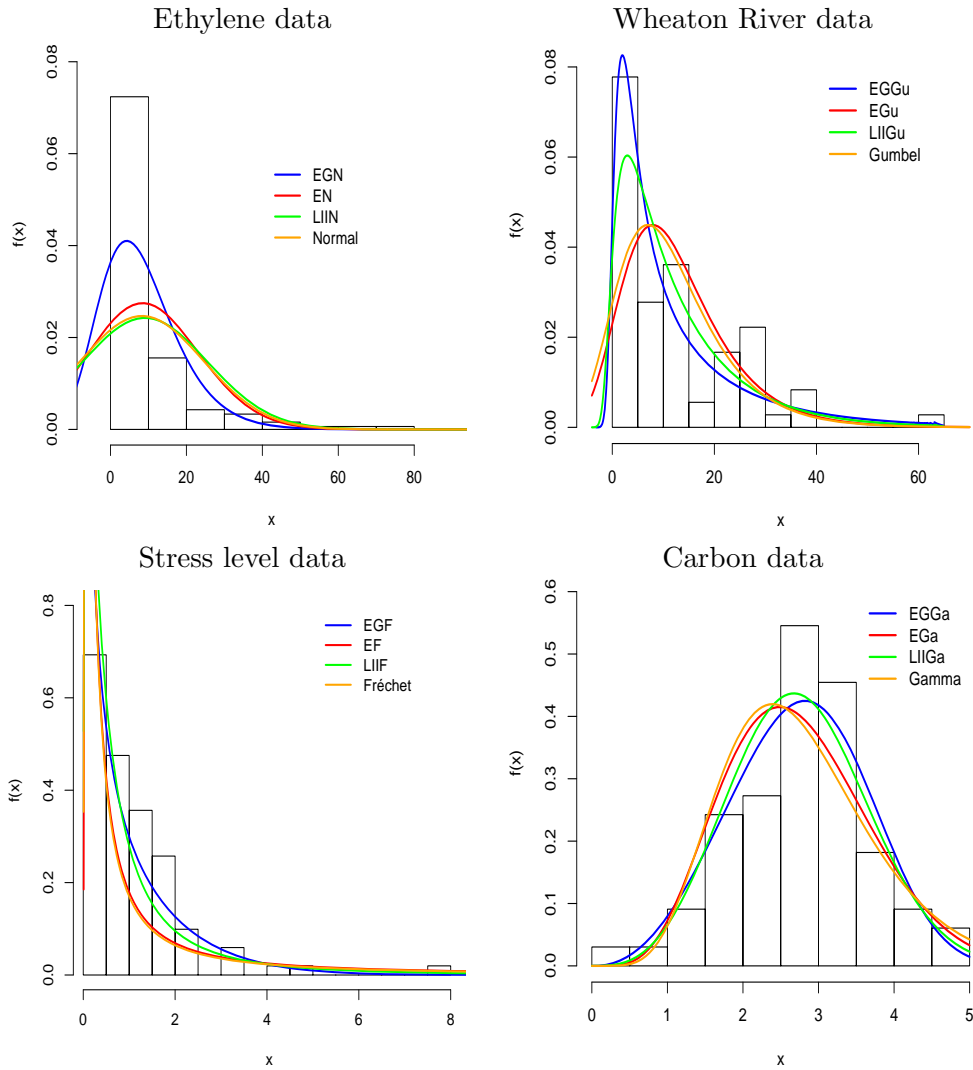 Ethylene data
f(x)
0.08
0.06
0.04
0.02
0.00
EGN
EN
LIIN
Normal
0 20 40 60 80
x
Wheaton River data
f(x)
0.08
0.06
0.04
0.02
0.00
EGGu
EGu
LIIGu
Gumbel
0 20 40 60
x
Stress level data
f(x)
0.8
0.6
0.4
0.2
0.0
EGF
EF
LIIF
Fréchet
0 2 4 6 8
x
Carbon data
f(x)
0.6
0.5
0.4
0.3
0.2
0.1
0.0
EGGa
EGa
LIIGa
Gamma
0 1 2 3 4 5
x